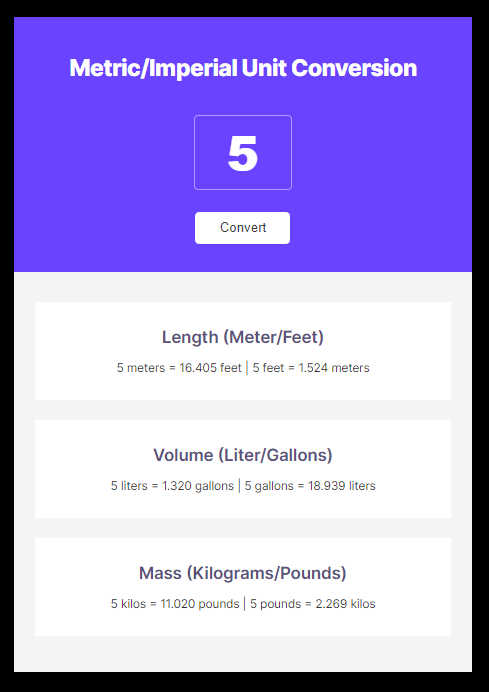 Metric/Imperial Unit Conversion
5
Convert
Length (Meter/Feet)
5 meters = 16.405 feet | 5 feet = 1.524 meters
Volume (Liter/Gallons)
5 liters = 1.320 gallons | 5 gallons = 18.939 liters
Mass (Kilograms/Pounds)
5 kilos = 11.020 pounds | 5 pounds = 2.269 kilos